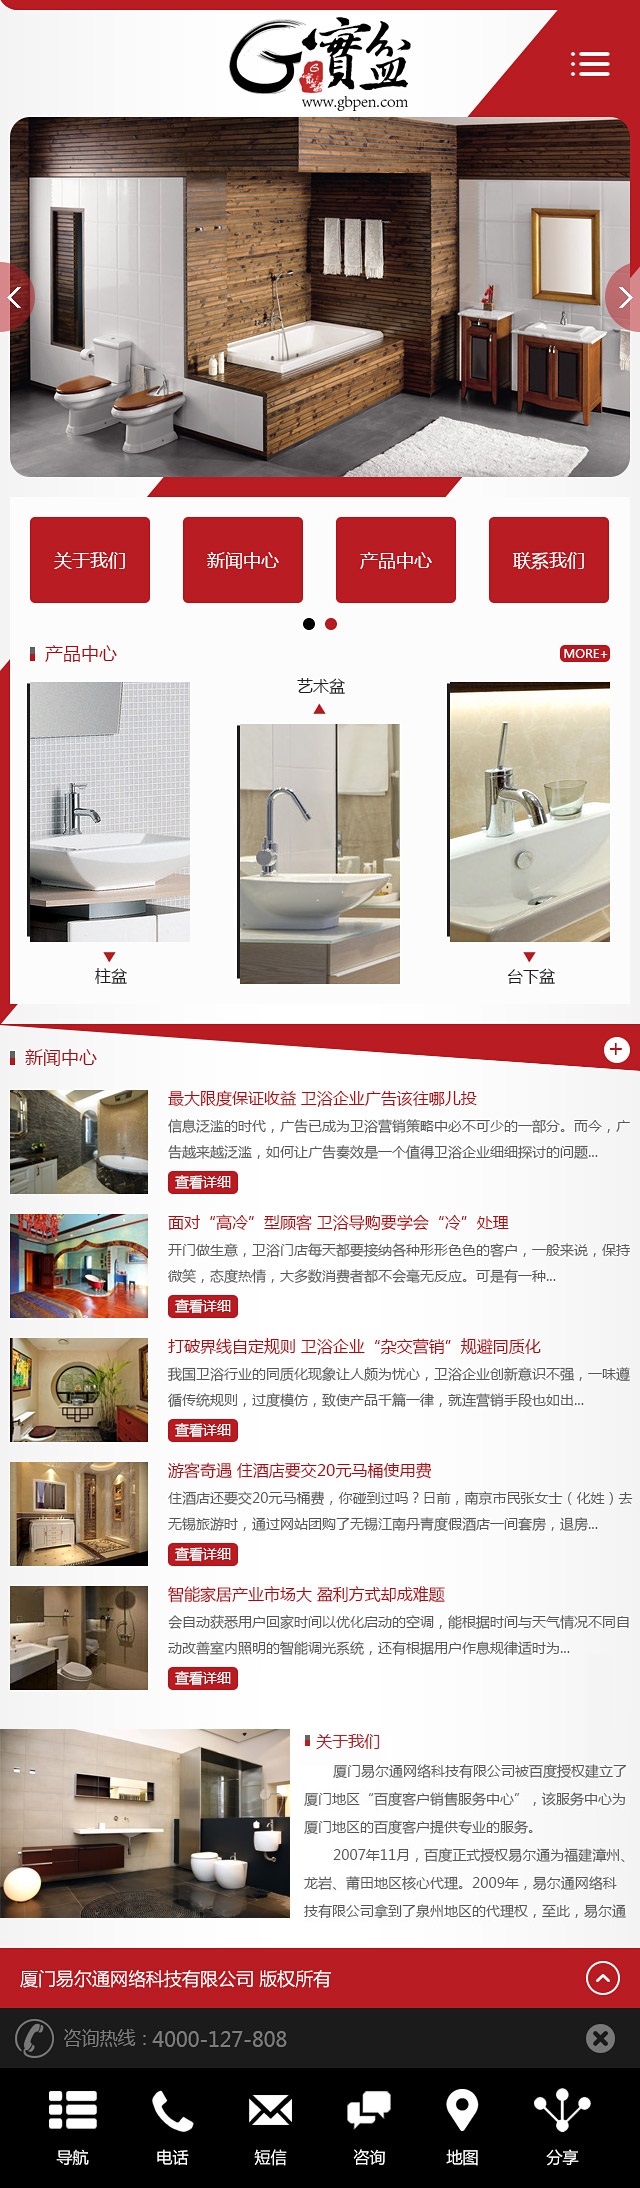 G寶盆
www.gbpen.com
关于我们
新闻中心
产品中心
联系我们
产品中心
MORE+
艺术盆
柱盆
台下盆
新闻中心
最大限度保证收益 卫浴企业广告该往哪儿投
信息泛滥的时代，广告已成为卫浴营销策略中必不可少的一部分。而今，广
告越来越泛滥，如何让广告奏效是一个值得卫浴企业细细探讨的问题...
查看详细
面对“高冷”型顾客 卫浴导购要学会“冷”处理
开门做生意，卫浴门店每天都要接纳各种形形色色的客户，一般来说，保持
微笑，态度热情，大多数消费者都不会毫无反应。可是有一种...
查看详细
打破界线自定规则 卫浴企业“杂交营销”规避同质化
我国卫浴行业的同质化现象让人颇为忧心，卫浴企业创新意识不强，一味遵
循传统规则，过度模仿，致使产品千篇一律，就连营销手段也如出...
查看详细
游客奇遇 住酒店要交20元马桶使用费
住酒店还要交20元马桶费，你碰到过吗？日前，南京市民张女士（化姓）去
无锡旅游时，通过网站团购了无锡江南丹青度假酒店一间套房，退房...
查看详细
智能家居产业市场大 盈利方式却成难题
会自动获悉用户回家时间以优化启动的空调，能根据时间与天气情况不同自
动改善室内照明的智能调光系统，还有根据用户作息规律适时为...
查看详细
关于我们
厦门易尔通网络科技有限公司被百度授权建立了
厦门地区“百度客户销售服务中心”，该服务中心为
厦门地区的百度客户提供专业的服务。
2007年11月，百度正式授权易尔通为福建漳州、
龙岩、莆田地区核心代理。2009年，易尔通网络科
技有限公司拿到了泉州地区的代理权，至此，易尔通
厦门易尔通网络科技有限公司 版权所有
咨询热线：4000-127-808
导航
电话
短信
咨询
地图
分享